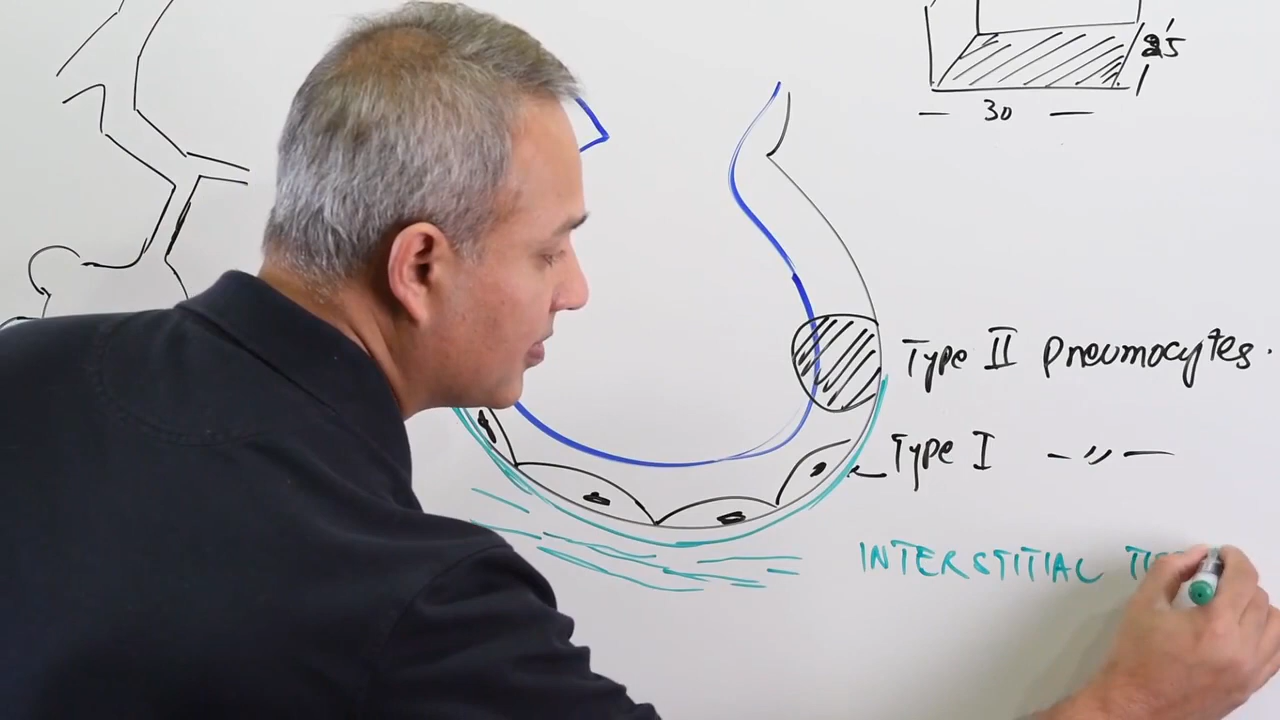 30
Type II pneumocytes.
Type I — " —
INTERSTITIAL